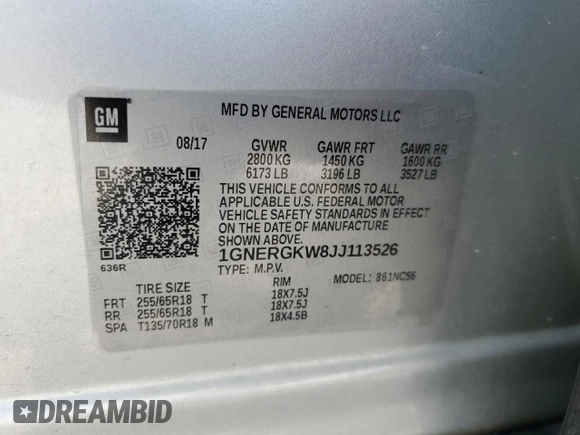 GM
MFD BY GENERAL MOTORS LLC
08/17 GVWR GAWR FRT GAWR RR
2800 KG 1450 KG 1600 KG
6173 LB 3196 LB 3527 LB
THIS VEHICLE CONFORMS TO ALL
APPLICABLE U.S. FEDERAL MOTOR
VEHICLE SAFETY STANDARDS IN EFFECT
ON THE DATE OF MANUFACTURE
SHOWN ABOVE.
636R
1GNERGKW8JJ113526
TYPE: M.P.V. MODEL: 861NC56
TIRE SIZE RIM
FRT 255/65R18 T 18X7.5J
RR 255/65R18 T 18X7.5J
SPA T135/70R18 M 18X4.5B
DREAMBID